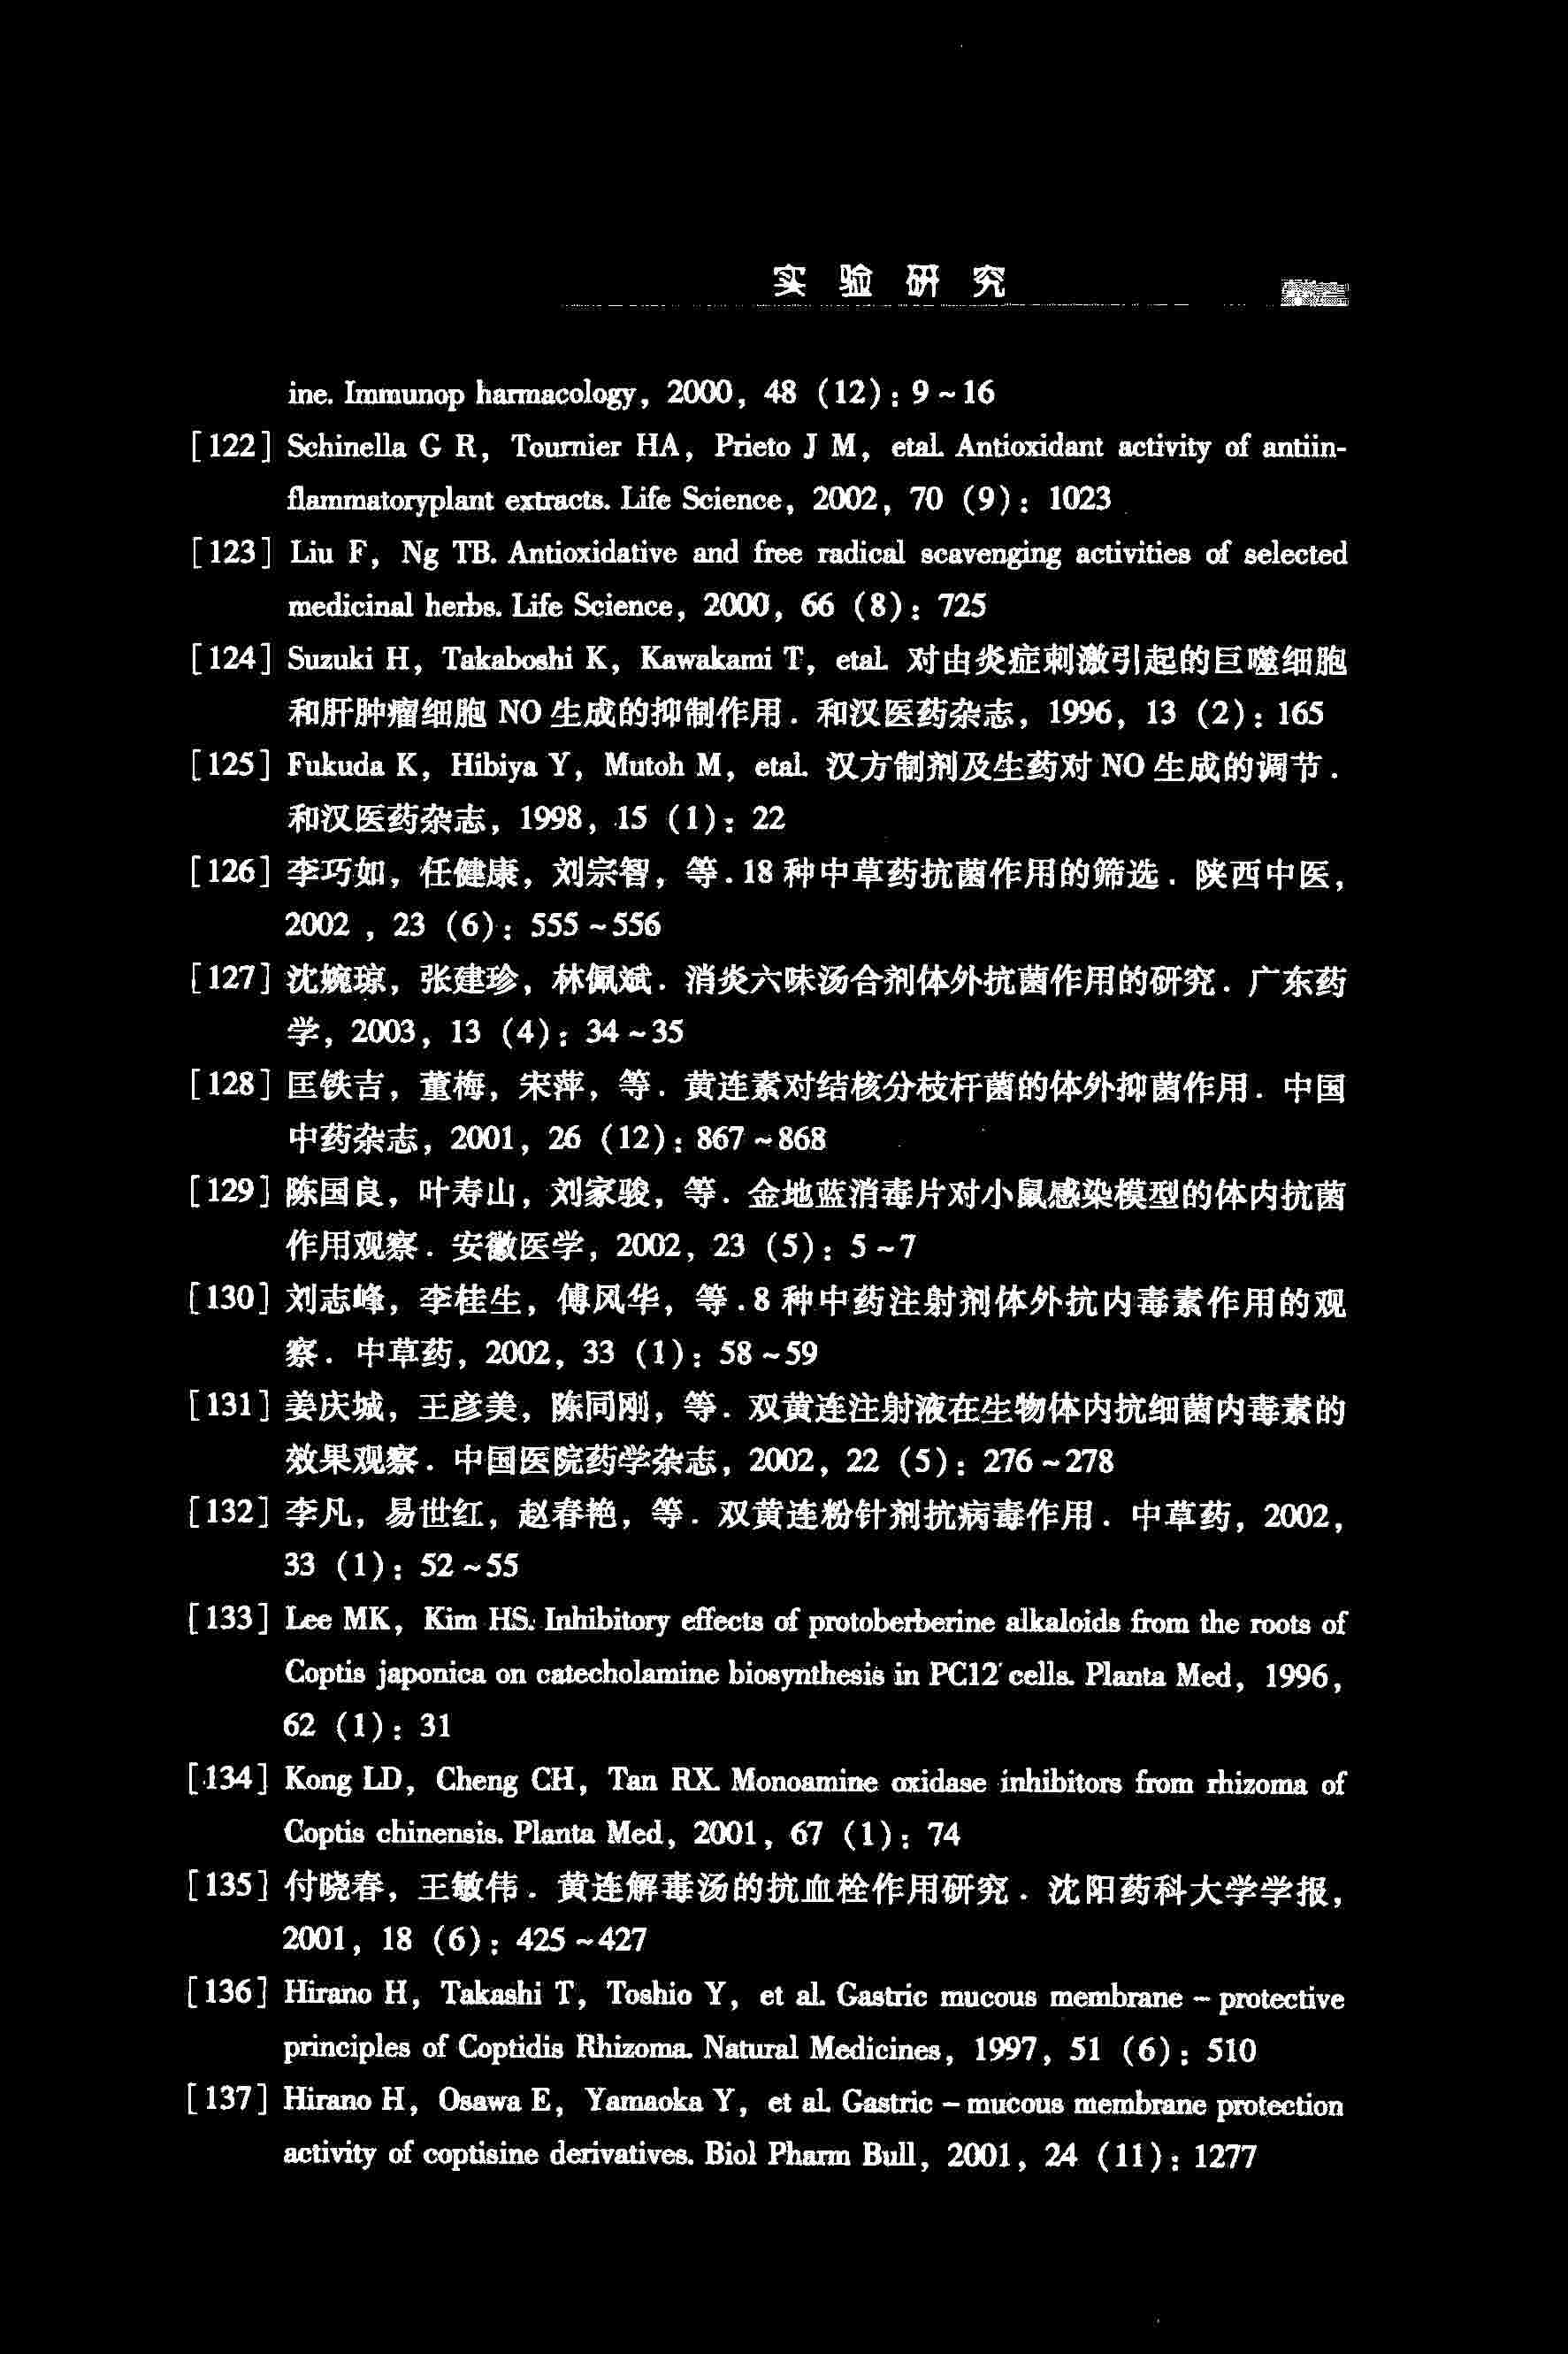 实验研究
ine. Immunop harmacology, 2000, 48 (12): 9~16
[122] Schinella G R, Tournier HA, Prieto J M, etal. Antioxidant activity of antiin-
flammatoryplant extracts. Life Science, 2002, 70 (9): 1023
[123] Liu F, Ng TB. Antioxidative and free radical scavenging activities of selected
medicinal herbs. Life Science, 2000, 66 (8): 725
[124] Suzuki H, Takaboshi K, Kawakami T, etal. 对由炎症刺激引起的巨噬细胞
和肝肿瘤细胞 NO 生成的抑制作用. 和汉医药杂志, 1996, 13 (2): 165
[125] Fukuda K, Hibiya Y, Mutoh M, etal. 汉方制剂及生药对 NO 生成的调节.
和汉医药杂志, 1998, 15 (1): 22
[126] 李巧如, 任健康, 刘宗智, 等. 18 种中草药抗菌作用的筛选. 陕西中医,
2002, 23 (6): 555~556
[127] 沈婉琼, 张建珍, 林佩斌. 消炎六味汤合剂体外抗菌作用的研究. 广东药
学, 2003, 13 (4): 34~35
[128] 匡铁吉, 董梅, 宋萍, 等. 黄连素对结核分枝杆菌的体外抑菌作用. 中国
中药杂志, 2001, 26 (12): 867~868
[129] 陈国良, 叶寿山, 刘家骏, 等. 金地蓝消毒片对小鼠感染模型的体内抗菌
作用观察. 安徽医学, 2002, 23 (5): 5~7
[130] 刘志峰, 李桂生, 傅风华, 等. 8 种中药注射剂体外抗内毒素作用的观
察. 中草药, 2002, 33 (1): 58~59
[131] 姜庆城, 王彦美, 陈同刚, 等. 双黄连注射液在生物体内抗细菌内毒素的
效果观察. 中国医院药学杂志, 2002, 22 (5): 276~278
[132] 李凡, 易世红, 赵春艳, 等. 双黄连粉针剂抗病毒作用. 中草药, 2002,
33 (1): 52~55
[133] Lee MK, Kim HS. Inhibitory effects of protoberberine alkaloids from the roots of
Coptis japonica on catecholamine biosynthesis in PC12 cells. Planta Med, 1996,
62 (1): 31
[134] Kong LD, Cheng CH, Tan RX. Monoamine oxidase inhibitors from rhizoma of
Coptis chinensis. Planta Med, 2001, 67 (1): 74
[135] 付晓春, 王敏伟. 黄连解毒汤的抗血栓作用研究. 沈阳药科大学学报,
2001, 18 (6): 425~427
[136] Hirano H, Takashi T, Toshio Y, et al. Gastric mucous membrane - protective
principles of Coptidis Rhizoma. Natural Medicines, 1997, 51 (6): 510
[137] Hirano H, Osawa E, Yamaoka Y, et al. Gastric - mucous membrane protection
activity of coptisine derivatives. Biol Pharm Bull, 2001, 24 (11): 1277